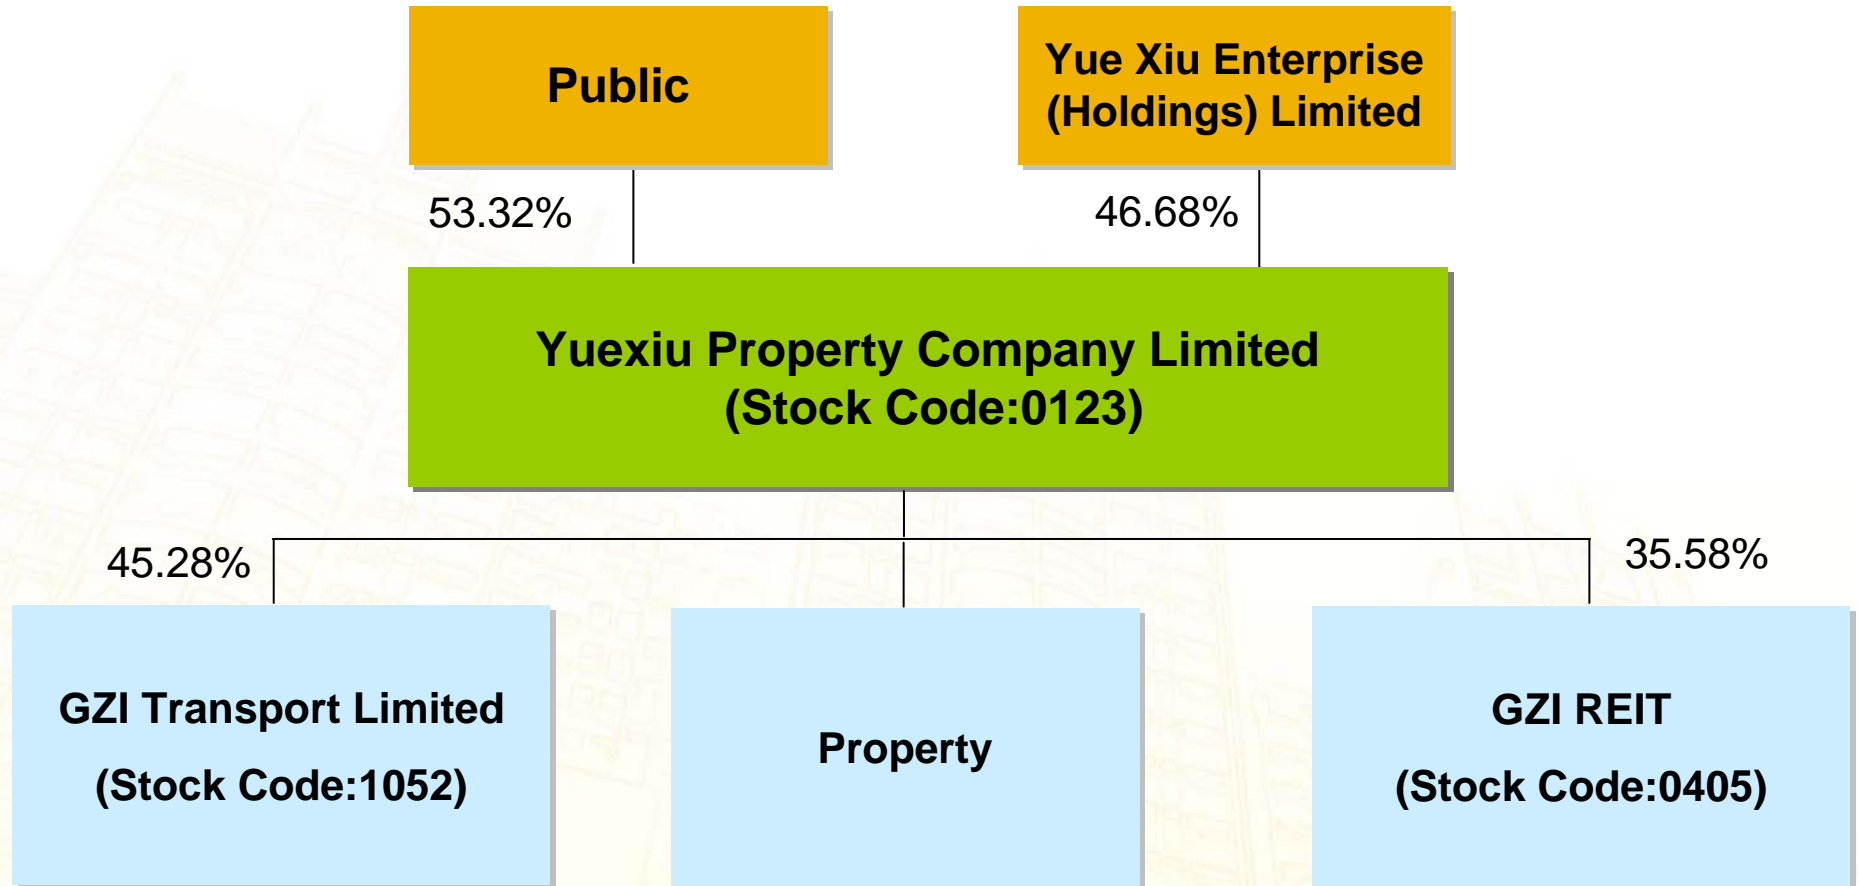 Public
Yue Xiu Enterprise
(Holdings) Limited
53.32%
46.68%
Yuexiu Property Company Limited
(Stock Code:0123)
45.28%
35.58%
GZI Transport Limited
(Stock Code:1052)
Property
GZI REIT
(Stock Code:0405)